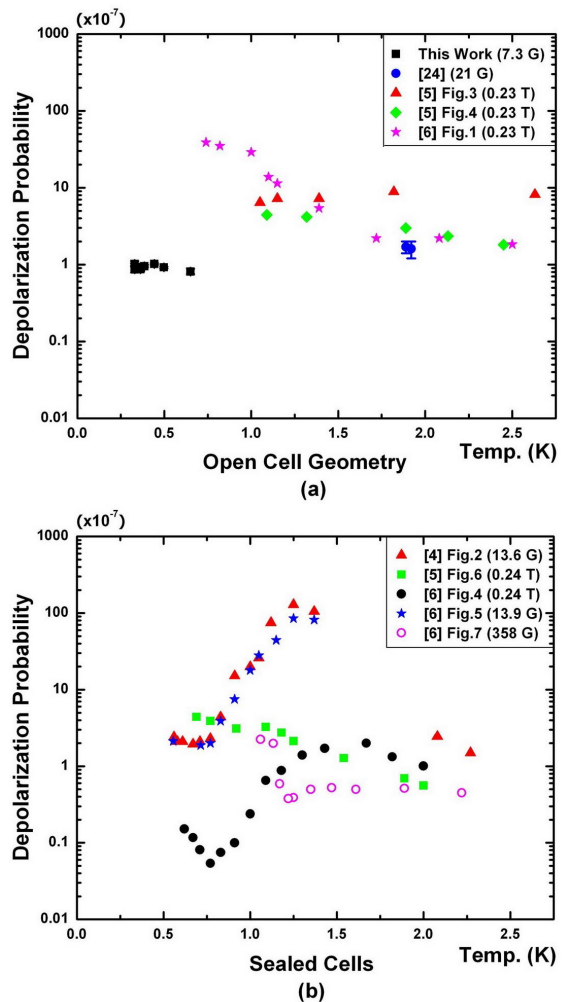 (x10⁻⁷)
1000
This Work (7.3 G)
[24] (21 G)
[5] Fig.3 (0.23 T)
[5] Fig.4 (0.23 T)
[6] Fig.1 (0.23 T)
100
10
1
0.1
0.01
Depolarization Probability
0.0 0.5 1.0 1.5 2.0 2.5
Open Cell Geometry Temp. (K)
(a)
(x10⁻⁷)
1000
[4] Fig.2 (13.6 G)
[5] Fig.6 (0.24 T)
[6] Fig.4 (0.24 T)
[6] Fig.5 (13.9 G)
[6] Fig.7 (358 G)
100
10
1
0.1
0.01
Depolarization Probability
0.0 0.5 1.0 1.5 2.0 2.5
Sealed Cells Temp. (K)
(b)